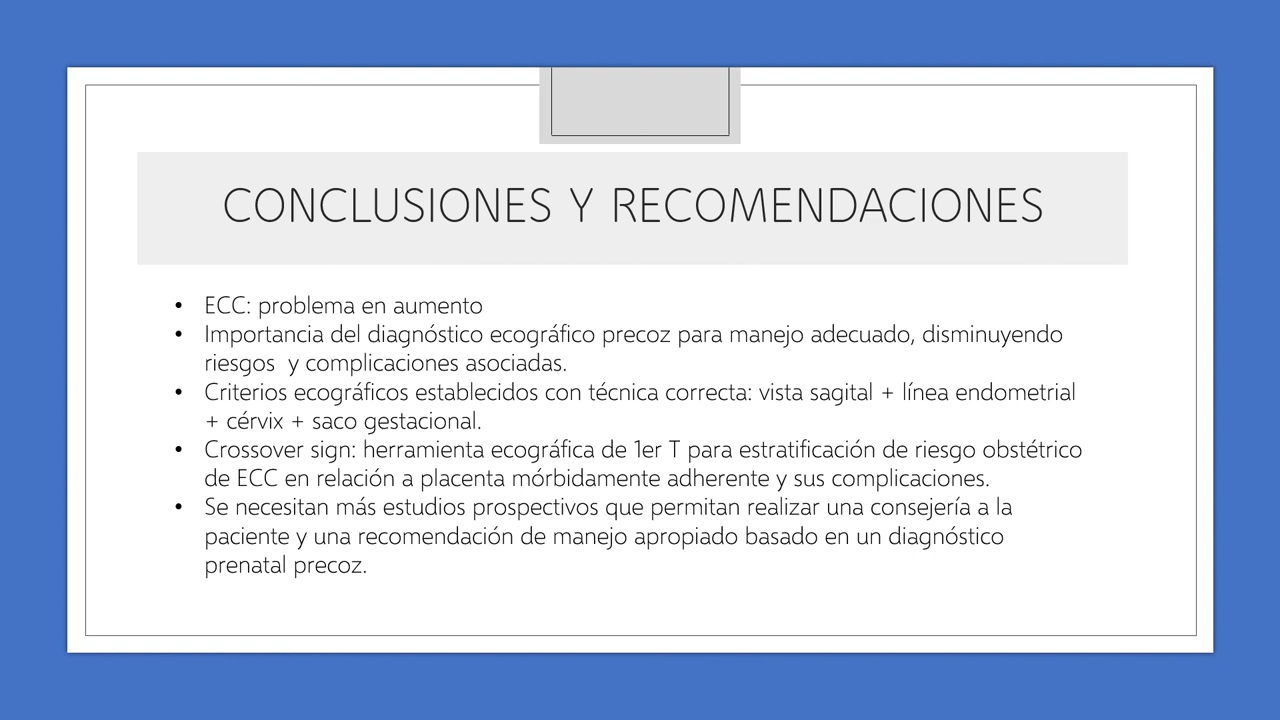 CONCLUSIONES Y RECOMENDACIONES
• ECC: problema en aumento
• Importancia del diagnóstico ecográfico precoz para manejo adecuado, disminuyendo
riesgos  y complicaciones asociadas.
• Criterios ecográficos establecidos con técnica correcta: vista sagital + línea endometrial
+ cérvix + saco gestacional.
• Crossover sign: herramienta ecográfica de 1er T para estratificación de riesgo obstétrico
de ECC en relación a placenta mórbidamente adherente y sus complicaciones.
• Se necesitan más estudios prospectivos que permitan realizar una consejería a la
paciente y una recomendación de manejo apropiado basado en un diagnóstico
prenatal precoz.